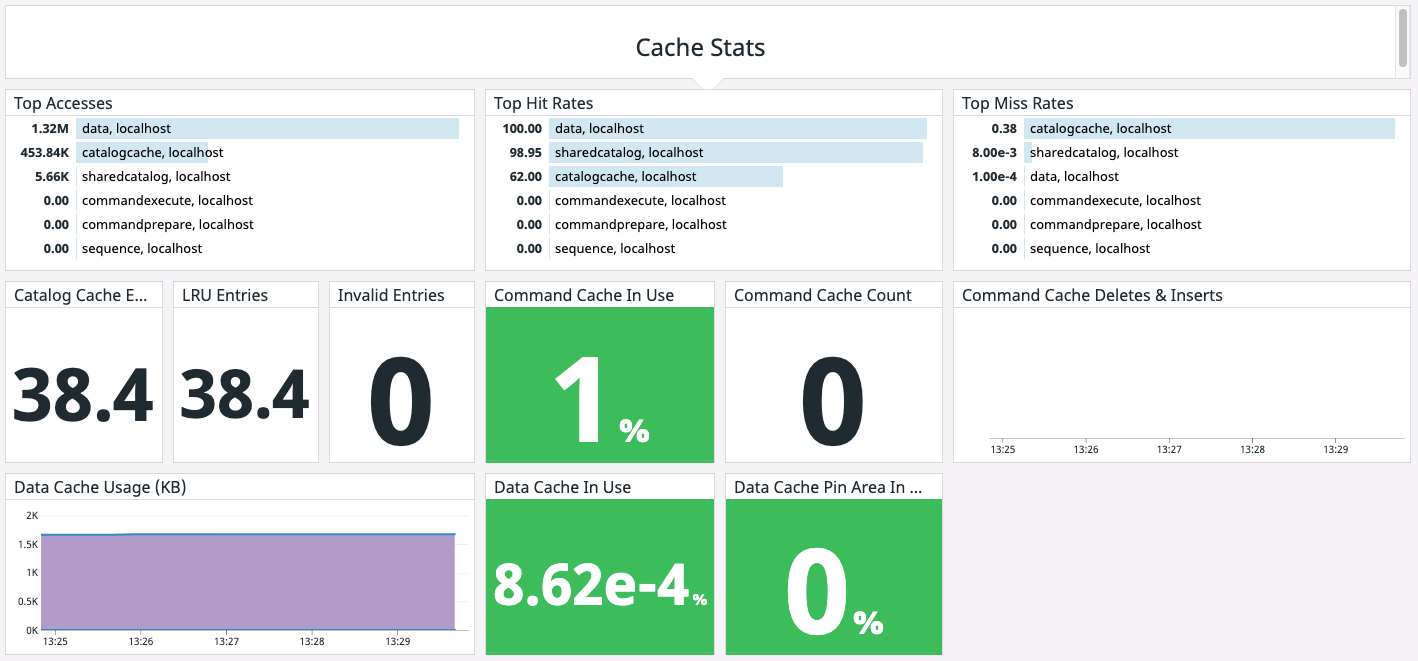 Cache Stats
Top Accesses
1.32M data, localhost
453.84K catalogcache, localhost
5.66K sharedcatalog, localhost
0.00 commandexecute, localhost
0.00 commandprepare, localhost
0.00 sequence, localhost
Top Hit Rates
100.00 data, localhost
98.95 sharedcatalog, localhost
62.00 catalogcache, localhost
0.00 commandexecute, localhost
0.00 commandprepare, localhost
0.00 sequence, localhost
Top Miss Rates
0.38 catalogcache, localhost
8.00e-3 sharedcatalog, localhost
1.00e-4 data, localhost
0.00 commandexecute, localhost
0.00 commandprepare, localhost
0.00 sequence, localhost
Catalog Cache E...
38.4
LRU Entries
38.4
Invalid Entries
0
Command Cache In Use
1%
Command Cache Count
0
Command Cache Deletes & Inserts
13:25 13:26 13:27 13:28 13:29
Data Cache Usage (KB)
2K
1.5K
1K
0.5K
0K
13:25 13:26 13:27 13:28 13:29
Data Cache In Use
8.62e-4%
Data Cache Pin Area In ...
0%